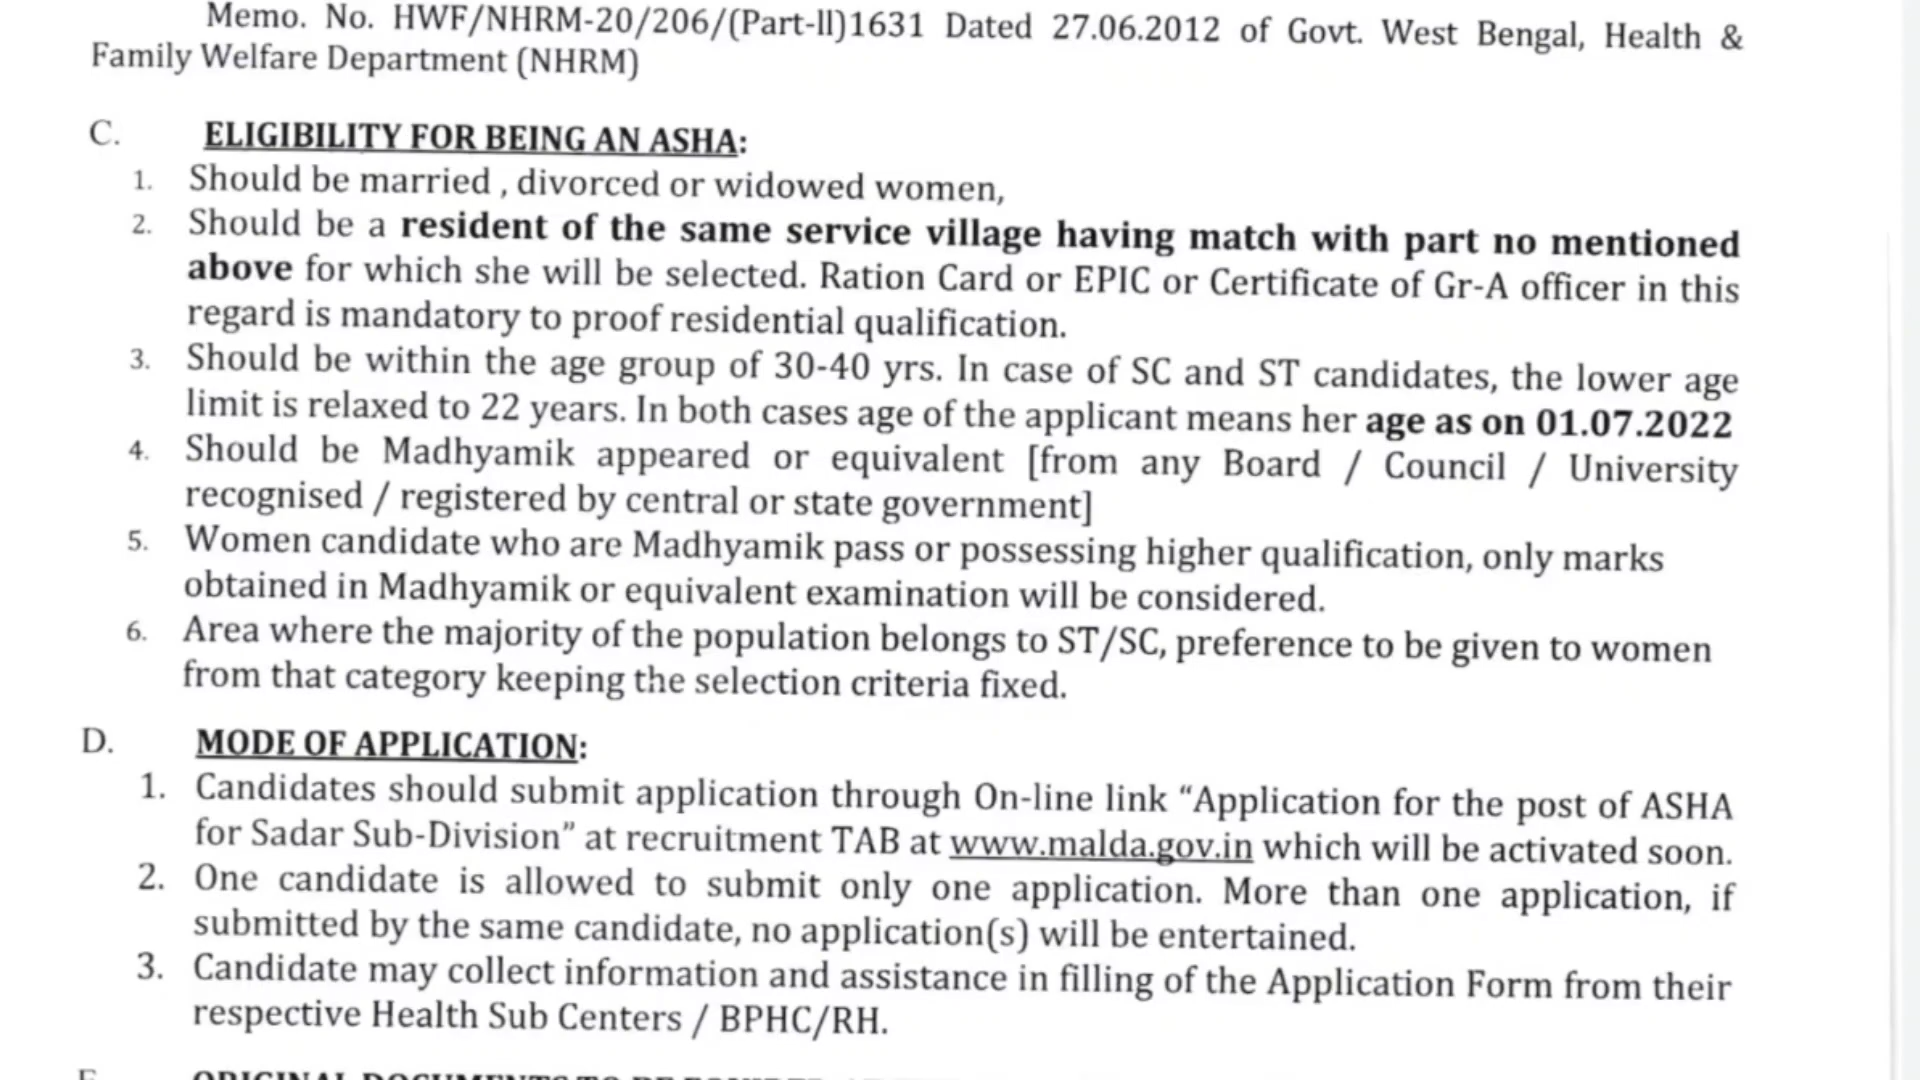 Memo. No. HWF/NHRM-20/206/(Part-ll)1631 Dated 27.06.2012 of Govt. West Bengal, Health &
Family Welfare Department (NHRM)
C. ELIGIBILITY FOR BEING AN ASHA:
1. Should be married , divorced or widowed women,
2. Should be a resident of the same service village having match with part no mentioned
above for which she will be selected. Ration Card or EPIC or Certificate of Gr-A officer in this
regard is mandatory to proof residential qualification.
3. Should be within the age group of 30-40 yrs. In case of SC and ST candidates, the lower age
limit is relaxed to 22 years. In both cases age of the applicant means her age as on 01.07.2022
4. Should be Madhyamik appeared or equivalent [from any Board / Council / University
recognised / registered by central or state government]
5. Women candidate who are Madhyamik pass or possessing higher qualification, only marks
obtained in Madhyamik or equivalent examination will be considered.
6. Area where the majority of the population belongs to ST/SC, preference to be given to women
from that category keeping the selection criteria fixed.
D. MODE OF APPLICATION:
1. Candidates should submit application through On-line link “Application for the post of ASHA
for Sadar Sub-Division” at recruitment TAB at www.malda.gov.in which will be activated soon.
2. One candidate is allowed to submit only one application. More than one application, if
submitted by the same candidate, no application(s) will be entertained.
3. Candidate may collect information and assistance in filling of the Application Form from their
respective Health Sub Centers / BPHC/RH.
ORIGINAL DOCUMENTS TO BE